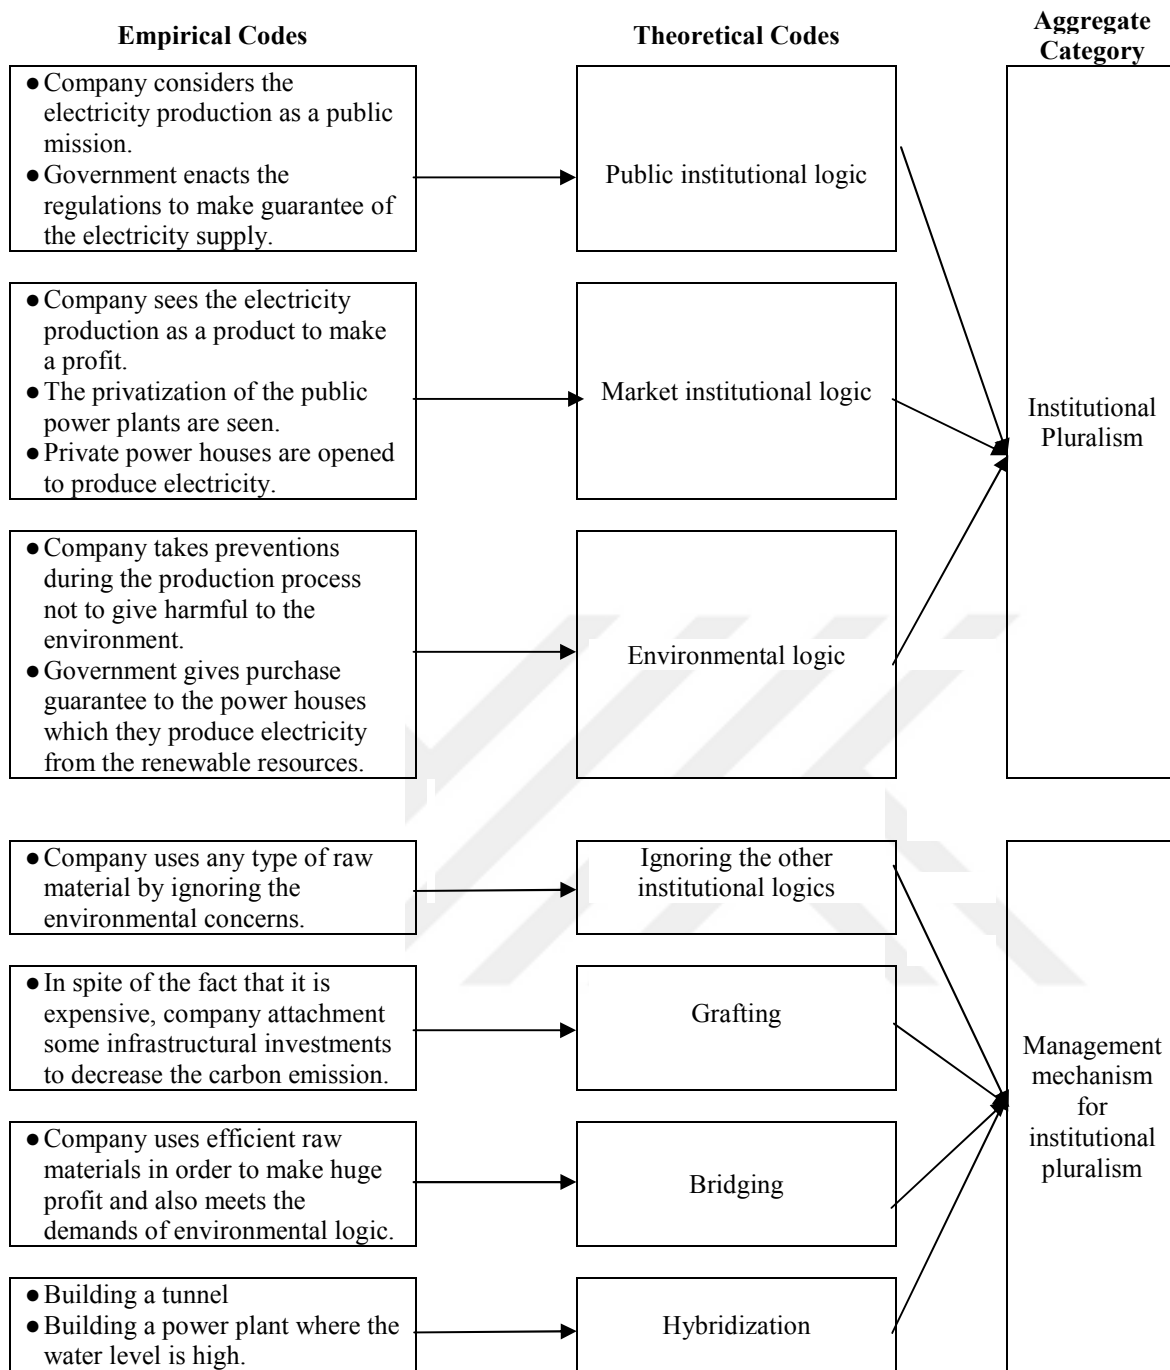 Empirical Codes
Theoretical Codes
Aggregate
Category
● Company considers the
electricity production as a public
mission.
● Government enacts the
regulations to make guarantee of
the electricity supply.
Public institutional logic
● Company sees the electricity
production as a product to make
a profit.
● The privatization of the public
power plants are seen.
● Private power houses are opened
to produce electricity.
Market institutional logic
● Company takes preventions
during the production process
not to give harmful to the
environment.
● Government gives purchase
guarantee to the power houses
which they produce electricity
from the renewable resources.
Environmental logic
Institutional
Pluralism
● Company uses any type of raw
material by ignoring the
environmental concerns.
Ignoring the other
institutional logics
● In spite of the fact that it is
expensive, company attachment
some infrastructural investments
to decrease the carbon emission.
Grafting
● Company uses efficient raw
materials in order to make huge
profit and also meets the
demands of environmental logic.
Bridging
● Building a tunnel
● Building a power plant where the
water level is high.
Hybridization
Management
mechanism
for
institutional
pluralism